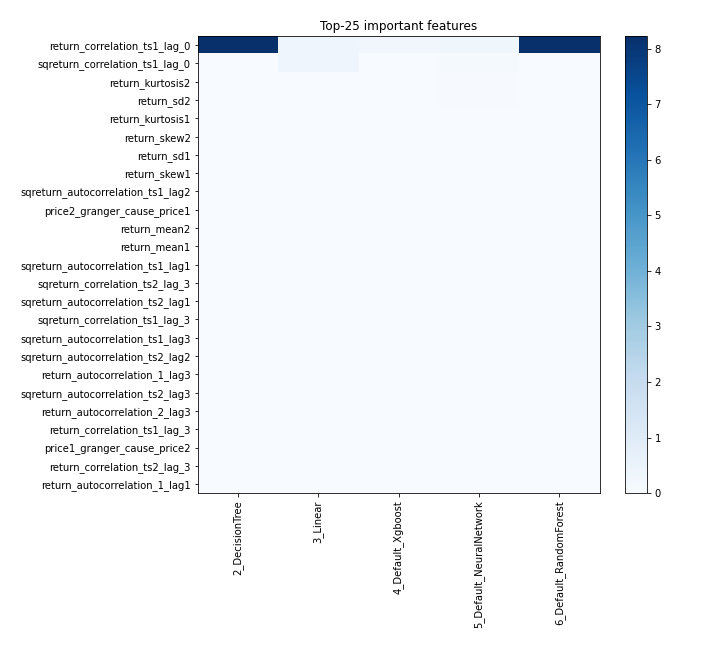 Top-25 important features
return_correlation_ts1_lag_0
sqreturn_correlation_ts1_lag_0
return_kurtosis2
return_sd2
return_kurtosis1
return_skew2
return_sd1
return_skew1
sqreturn_autocorrelation_ts1_lag2
price2_granger_cause_price1
return_mean2
return_mean1
sqreturn_autocorrelation_ts1_lag1
sqreturn_correlation_ts2_lag_3
sqreturn_autocorrelation_ts2_lag1
sqreturn_correlation_ts1_lag_3
sqreturn_autocorrelation_ts1_lag3
sqreturn_autocorrelation_ts2_lag2
return_autocorrelation_1_lag3
sqreturn_autocorrelation_ts2_lag3
return_autocorrelation_2_lag3
return_correlation_ts1_lag_3
price1_granger_cause_price2
return_correlation_ts2_lag_3
return_autocorrelation_1_lag1
2_DecisionTree
3_Linear
4_Default_Xgboost
5_Default_NeuralNetwork
6_Default_RandomForest
8
7
6
5
4
3
2
1
0